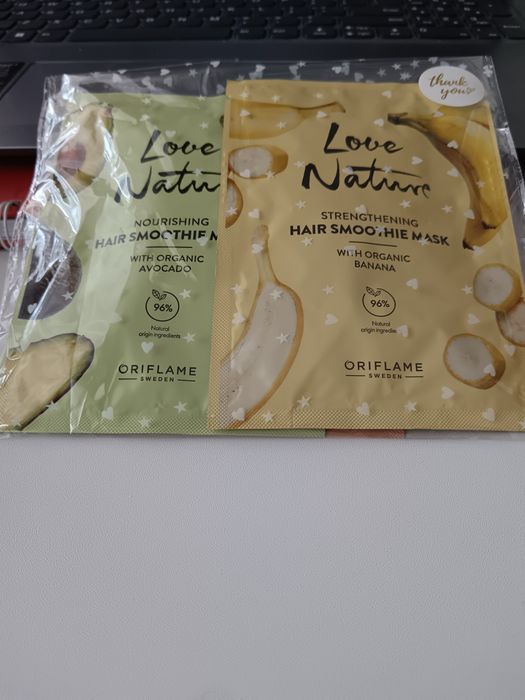 thank
you
Love
Natu
NOURISHING
HAIR SMOOTHIE M
WITH ORGANIC
AVOCADO
96%
Natural
origin ingredients
ORIFLAME
SWEDEN
Love
Nature
STRENGTHENING
HAIR SMOOTHIE MASK
WITH ORGANIC
BANANA
96%
Natural
origin ingredie
ORIFLAME
SWEDEN